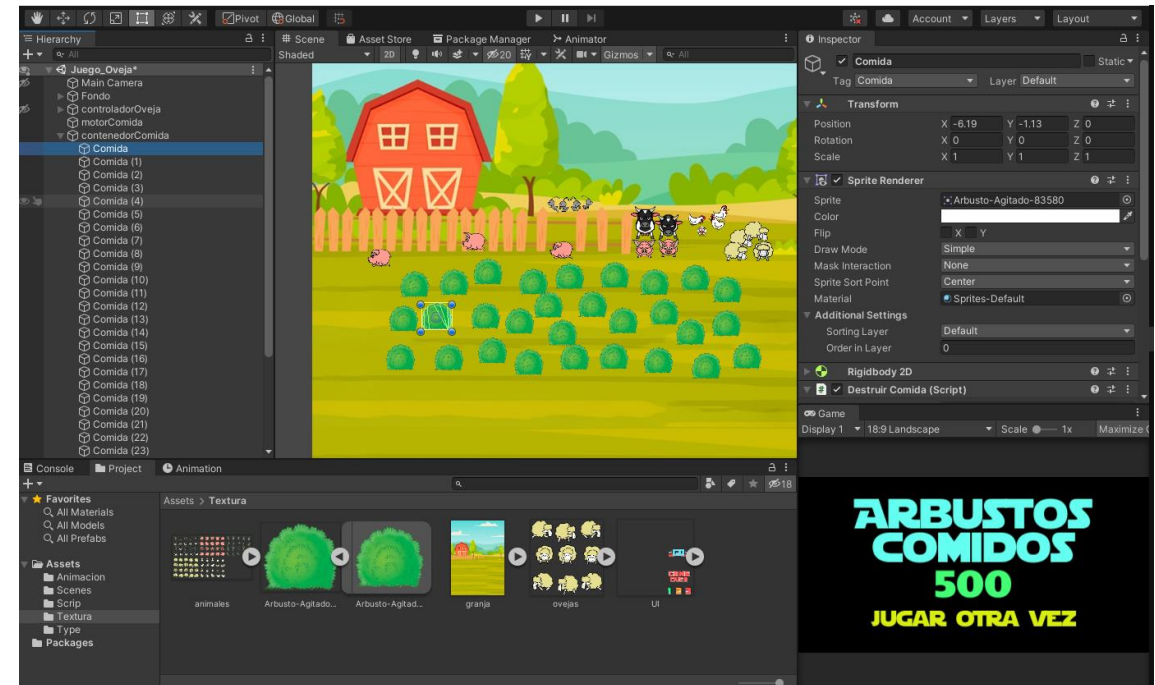 Pivot Global Account Layers Layout
Hierarchy
All
Juego_Oveja*
Main Camera
Fondo
controladorOveja
motorComida
contenedorComida
Comida
Comida (1)
Comida (2)
Comida (3)
Comida (4)
Comida (5)
Comida (6)
Comida (7)
Comida (8)
Comida (9)
Comida (10)
Comida (11)
Comida (12)
Comida (13)
Comida (14)
Comida (15)
Comida (16)
Comida (17)
Comida (18)
Comida (19)
Comida (20)
Comida (21)
Comida (22)
Comida (23)
Scene Asset Store Package Manager Animator
Shaded 2D 20 Gizmos All
Inspector
Comida Static
Tag Comida Layer Default
Transform
Position X -6.19 Y -1.13 Z 0
Rotation X 0 Y 0 Z 0
Scale X 1 Y 1 Z 1
Sprite Renderer
Sprite Arbusto-Agitado-83580
Color
Flip X Y
Draw Mode Simple
Mask Interaction None
Sprite Sort Point Center
Material Sprites-Default
Additional Settings
Sorting Layer Default
Order in Layer 0
Rigidbody 2D
# Destruir Comida (Script)
Game
Display 1 18:9 Landscape Scale 1x Maximize
ARBUSTOS
COMIDOS
500
JUGAR OTRA VEZ
Console Project Animation
18
Favorites
All Materials
All Models
All Prefabs
Assets
Animacion
Scenes
Scrip
Textura
Type
Packages
Assets > Textura
animales Arbusto-Agitado... Arbusto-Agitad... granja ovejas UI